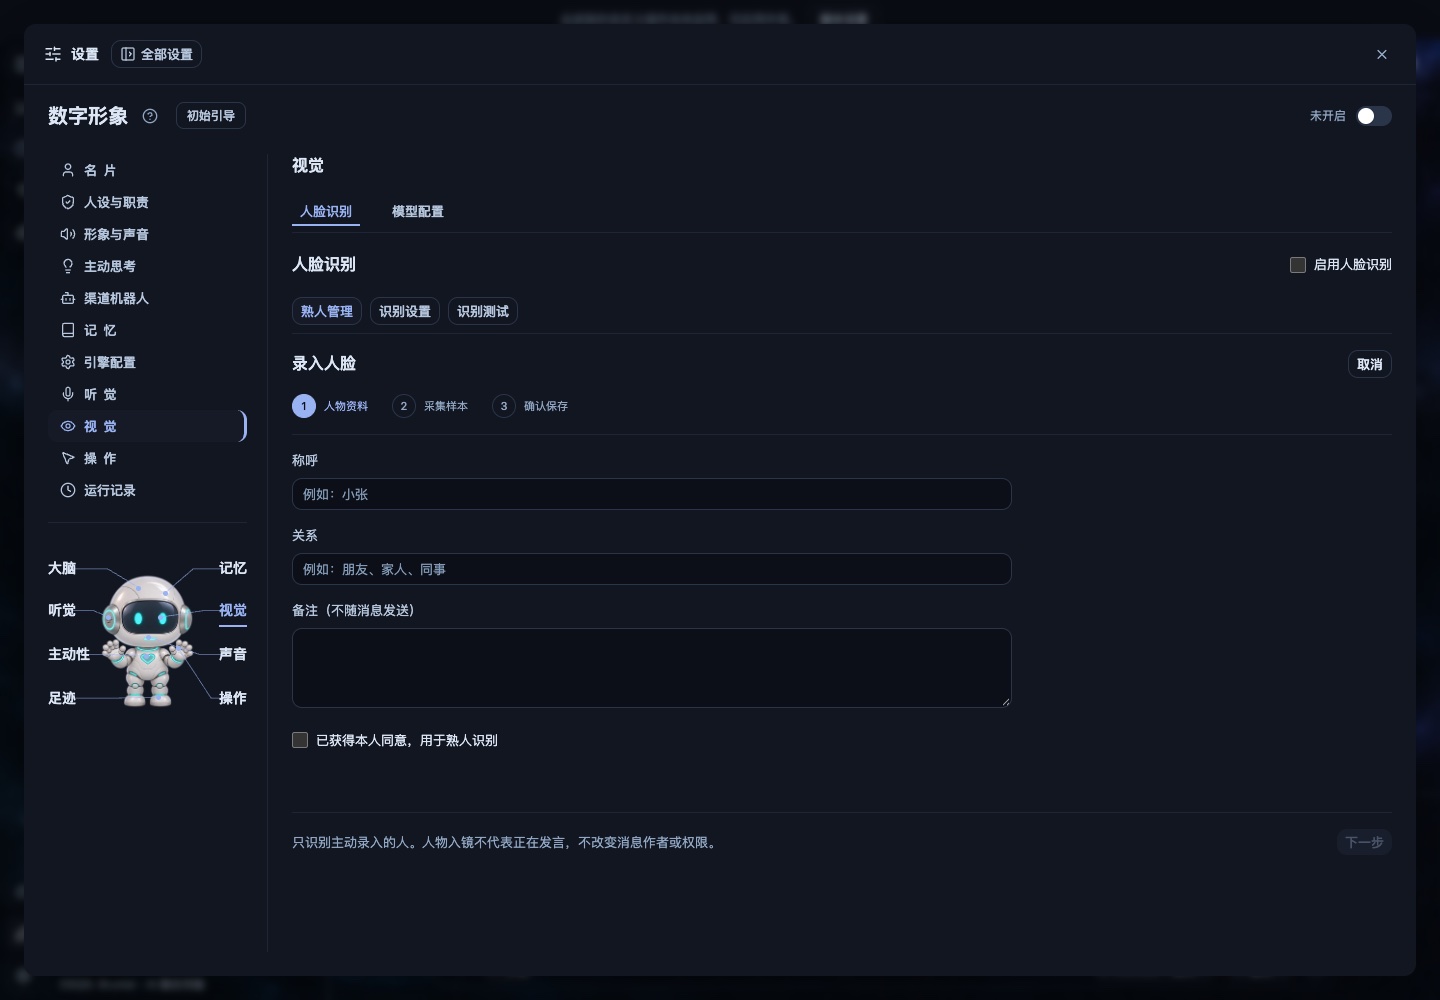 设置
全部设置
数字形象
初始引导
未开启
名 片
人设与职责
形象与声音
主动思考
渠道机器人
记 忆
引擎配置
听 觉
视 觉
操 作
运行记录
大脑
记忆
听觉
视觉
主动性
声音
足迹
操作
视觉
人脸识别
模型配置
人脸识别
启用人脸识别
熟人管理
识别设置
识别测试
录入人脸
取消
1 人物资料
2 采集样本
3 确认保存
称呼
例如：小张
关系
例如：朋友、家人、同事
备注（不随消息发送）
已获得本人同意，用于熟人识别
只识别主动录入的人。人物入镜不代表正在发言，不改变消息作者或权限。
下一步